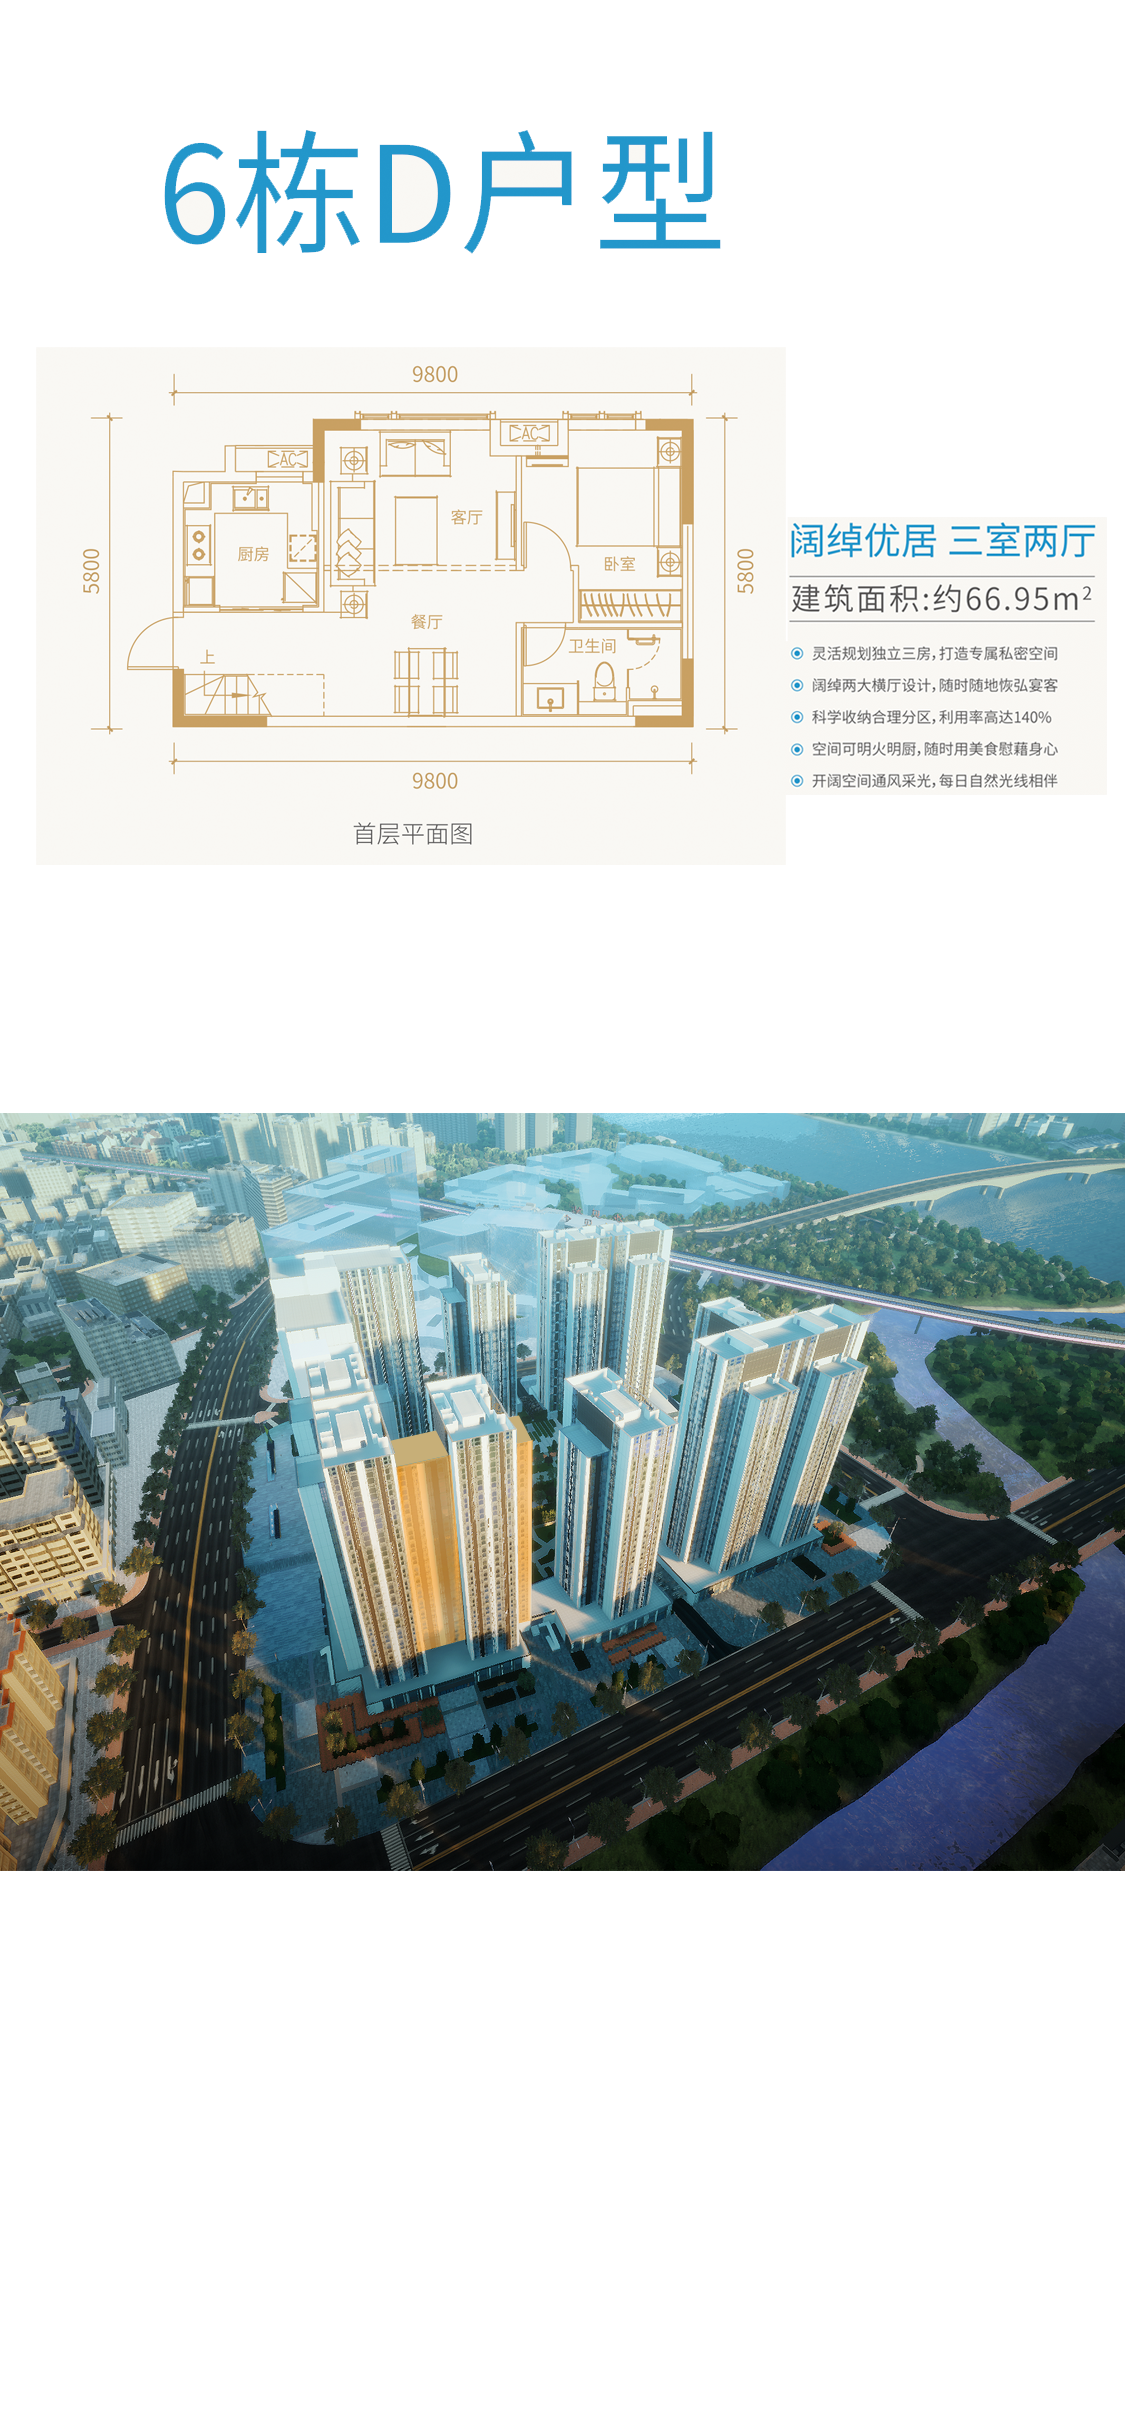 6栋D户型
9800
AC
AC
客厅
厨房
卧室
5800
5800
餐厅
卫生间
上
9800
首层平面图
阔绰优居 三室两厅
建筑面积:约66.95m²
灵活规划独立三房,打造专属私密空间
阔绰两大横厅设计,随时随地恢弘宴客
科学收纳合理分区,利用率高达140%
空间可明火明厨,随时用美食慰藉身心
开阔空间通风采光,每日自然光线相伴